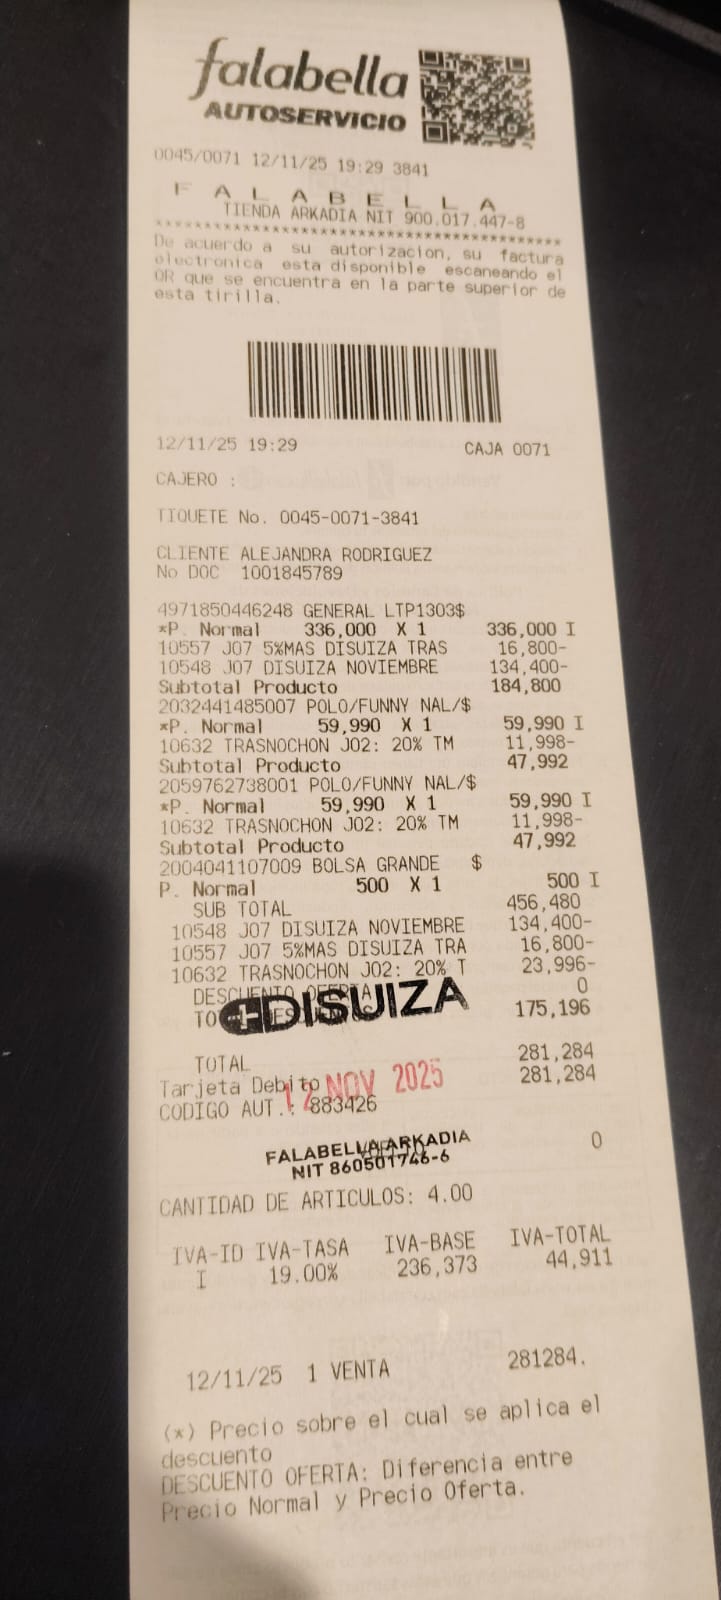 falabella
AUTOSERVICIO
0045/0071 12/11/25 19:29 3841
F A L A B E L L A
TIENDA ARKADIA NIT 900.017.447-8
******************************************
De acuerdo a su autorizacion, su factura
electronica esta disponible escaneando el
QR que se encuentra en la parte superior de
esta tirilla.
12/11/25 19:29 CAJA 0071
CAJERO :
TIQUETE No. 0045-0071-3841
CLIENTE ALEJANDRA RODRIGUEZ
No DOC 1001845789
4971850446248 GENERAL LTP1303$
*P. Normal 336,000 X 1 336,000 I
10557 J07 5%MAS DISUIZA TRAS 16,800-
10548 J07 DISUIZA NOVIEMBRE 134,400-
Subtotal Producto 184,800
2032441485007 POLO/FUNNY NAL/$
*P. Normal 59,990 X 1 59,990 I
10632 TRASNOCHON J02: 20% TM 11,998-
Subtotal Producto 47,992
2059762738001 POLO/FUNNY NAL/$
*P. Normal 59,990 X 1 59,990 I
10632 TRASNOCHON J02: 20% TM 11,998-
Subtotal Producto 47,992
2004041107009 BOLSA GRANDE $
P. Normal 500 X 1 500 I
SUB TOTAL 456,480
10548 J07 DISUIZA NOVIEMBRE 134,400-
10557 J07 5%MAS DISUIZA TRA 16,800-
10632 TRASNOCHON J02: 20% T 23,996-
DESCUENTO OFERTA 0
DISUIZA
175,196
TOTAL 281,284
Tarjeta Debito 281,284
12 NOV 2025
CODIGO AUT.: 883426
FALABELLA ARKADIA 0
NIT 860501746-6
CANTIDAD DE ARTICULOS: 4.00
IVA-ID IVA-TASA IVA-BASE IVA-TOTAL
I 19.00% 236,373 44,911
12/11/25 1 VENTA 281284.
(*) Precio sobre el cual se aplica el
descuento
DESCUENTO OFERTA: Diferencia entre
Precio Normal y Precio Oferta.